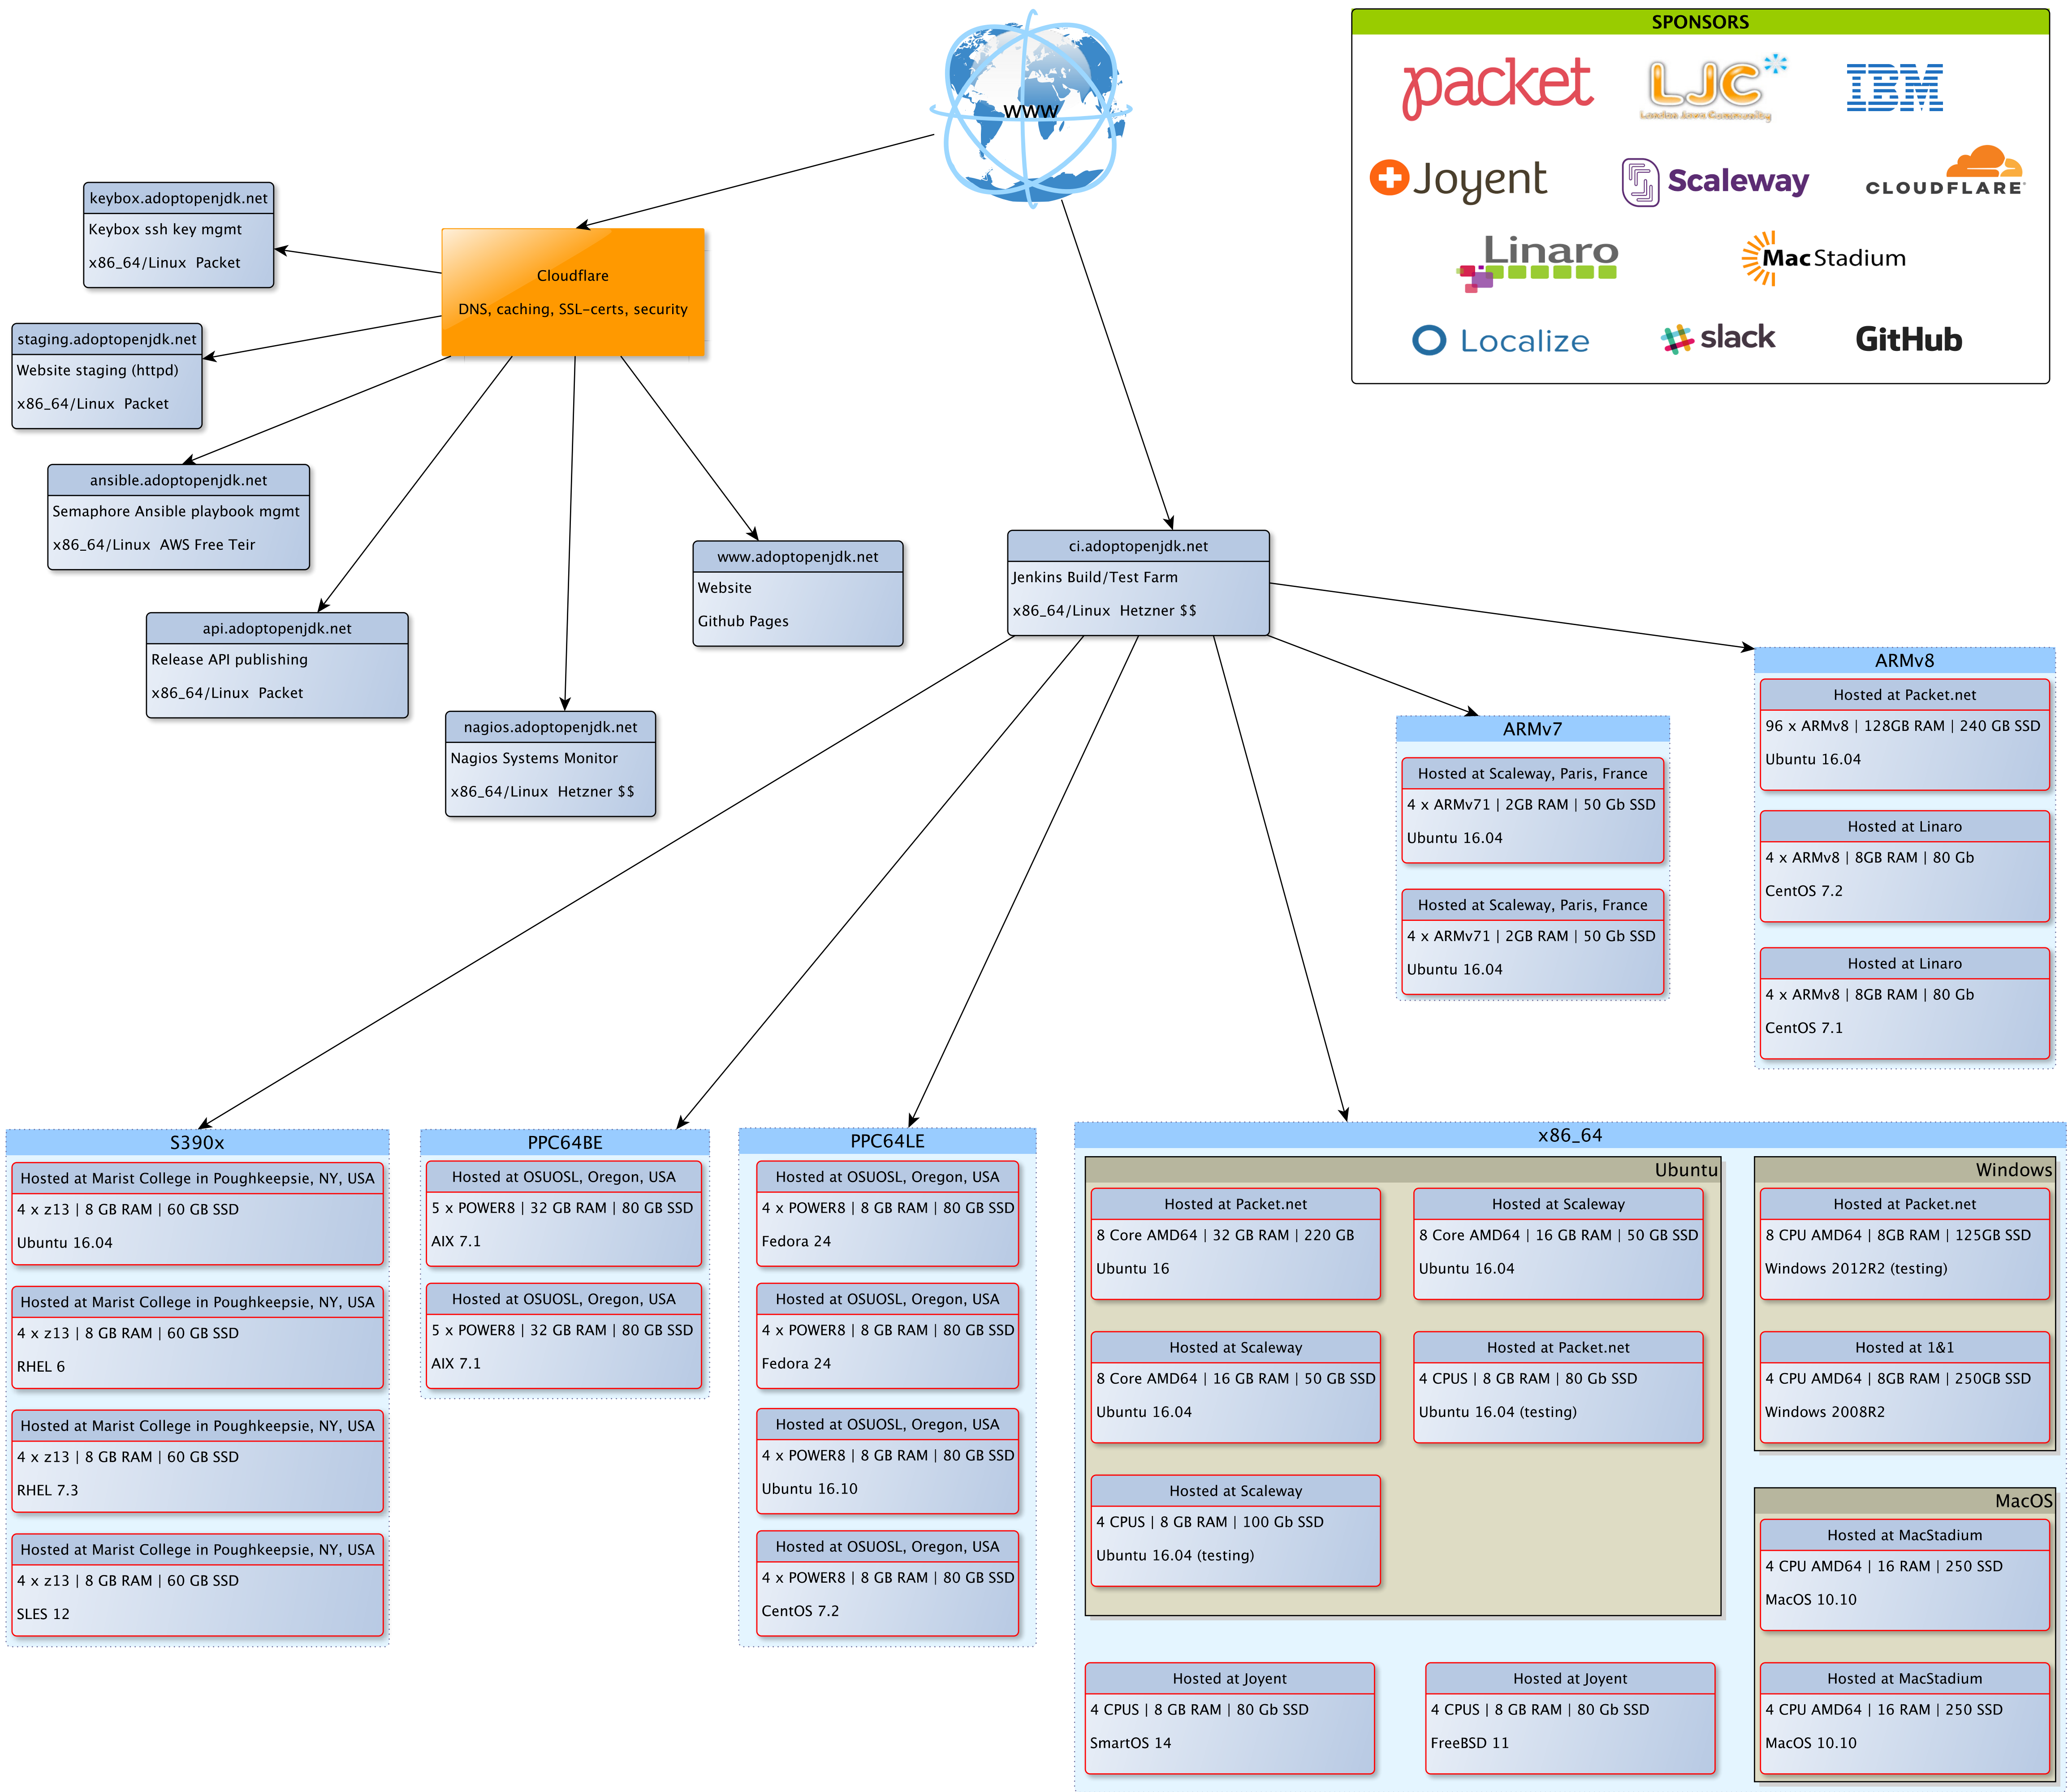 WWW
SPONSORS
packet
LJC
London Java Community
IBM
Joyent
Scaleway
CLOUDFLARE
Linaro
MacStadium
Localize
slack
GitHub
keybox.adoptopenjdk.net
Keybox ssh key mgmt
x86_64/Linux  Packet
Cloudflare
DNS, caching, SSL-certs, security
staging.adoptopenjdk.net
Website staging (httpd)
x86_64/Linux  Packet
ansible.adoptopenjdk.net
Semaphore Ansible playbook mgmt
x86_64/Linux  AWS Free Teir
api.adoptopenjdk.net
Release API publishing
x86_64/Linux  Packet
nagios.adoptopenjdk.net
Nagios Systems Monitor
x86_64/Linux  Hetzner $$
www.adoptopenjdk.net
Website
Github Pages
ci.adoptopenjdk.net
Jenkins Build/Test Farm
x86_64/Linux  Hetzner $$
ARMv7
Hosted at Scaleway, Paris, France
4 x ARMv71 | 2GB RAM | 50 Gb SSD
Ubuntu 16.04
Hosted at Scaleway, Paris, France
4 x ARMv71 | 2GB RAM | 50 Gb SSD
Ubuntu 16.04
ARMv8
Hosted at Packet.net
96 x ARMv8 | 128GB RAM | 240 GB SSD
Ubuntu 16.04
Hosted at Linaro
4 x ARMv8 | 8GB RAM | 80 Gb
CentOS 7.2
Hosted at Linaro
4 x ARMv8 | 8GB RAM | 80 Gb
CentOS 7.1
S390x
Hosted at Marist College in Poughkeepsie, NY, USA
4 x z13 | 8 GB RAM | 60 GB SSD
Ubuntu 16.04
Hosted at Marist College in Poughkeepsie, NY, USA
4 x z13 | 8 GB RAM | 60 GB SSD
RHEL 6
Hosted at Marist College in Poughkeepsie, NY, USA
4 x z13 | 8 GB RAM | 60 GB SSD
RHEL 7.3
Hosted at Marist College in Poughkeepsie, NY, USA
4 x z13 | 8 GB RAM | 60 GB SSD
SLES 12
PPC64BE
Hosted at OSUOSL, Oregon, USA
5 x POWER8 | 32 GB RAM | 80 GB SSD
AIX 7.1
Hosted at OSUOSL, Oregon, USA
5 x POWER8 | 32 GB RAM | 80 GB SSD
AIX 7.1
PPC64LE
Hosted at OSUOSL, Oregon, USA
4 x POWER8 | 8 GB RAM | 80 GB SSD
Fedora 24
Hosted at OSUOSL, Oregon, USA
4 x POWER8 | 8 GB RAM | 80 GB SSD
Fedora 24
Hosted at OSUOSL, Oregon, USA
4 x POWER8 | 8 GB RAM | 80 GB SSD
Ubuntu 16.10
Hosted at OSUOSL, Oregon, USA
4 x POWER8 | 8 GB RAM | 80 GB SSD
CentOS 7.2
x86_64
Ubuntu
Hosted at Packet.net
8 Core AMD64 | 32 GB RAM | 220 GB
Ubuntu 16
Hosted at Scaleway
8 Core AMD64 | 16 GB RAM | 50 GB SSD
Ubuntu 16.04
Hosted at Scaleway
8 Core AMD64 | 16 GB RAM | 50 GB SSD
Ubuntu 16.04
Hosted at Packet.net
4 CPUS | 8 GB RAM | 80 Gb SSD
Ubuntu 16.04 (testing)
Hosted at Scaleway
4 CPUS | 8 GB RAM | 100 Gb SSD
Ubuntu 16.04 (testing)
Windows
Hosted at Packet.net
8 CPU AMD64 | 8GB RAM | 125GB SSD
Windows 2012R2 (testing)
Hosted at 1&1
4 CPU AMD64 | 8GB RAM | 250GB SSD
Windows 2008R2
MacOS
Hosted at MacStadium
4 CPU AMD64 | 16 RAM | 250 SSD
MacOS 10.10
Hosted at MacStadium
4 CPU AMD64 | 16 RAM | 250 SSD
MacOS 10.10
Hosted at Joyent
4 CPUS | 8 GB RAM | 80 Gb SSD
SmartOS 14
Hosted at Joyent
4 CPUS | 8 GB RAM | 80 Gb SSD
FreeBSD 11